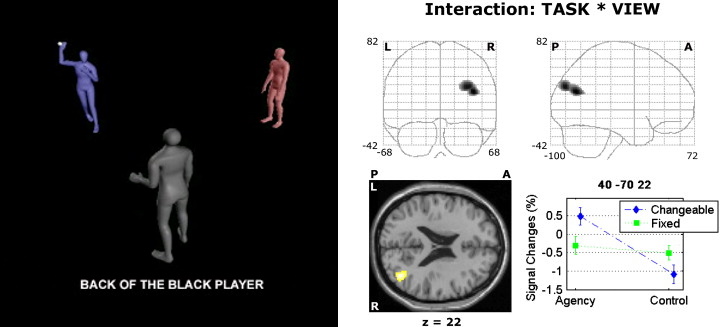 BACK OF THE BLACK PLAYER
Interaction: TASK * VIEW
82
L
R
-42
-68
68
82
P
A
-42
-100
72
P
A
L
R
z = 22
40 -70 22
Signal Changes (%)
0.5
0
-0.5
-1
-1.5
Agency
Control
Changeable
Fixed